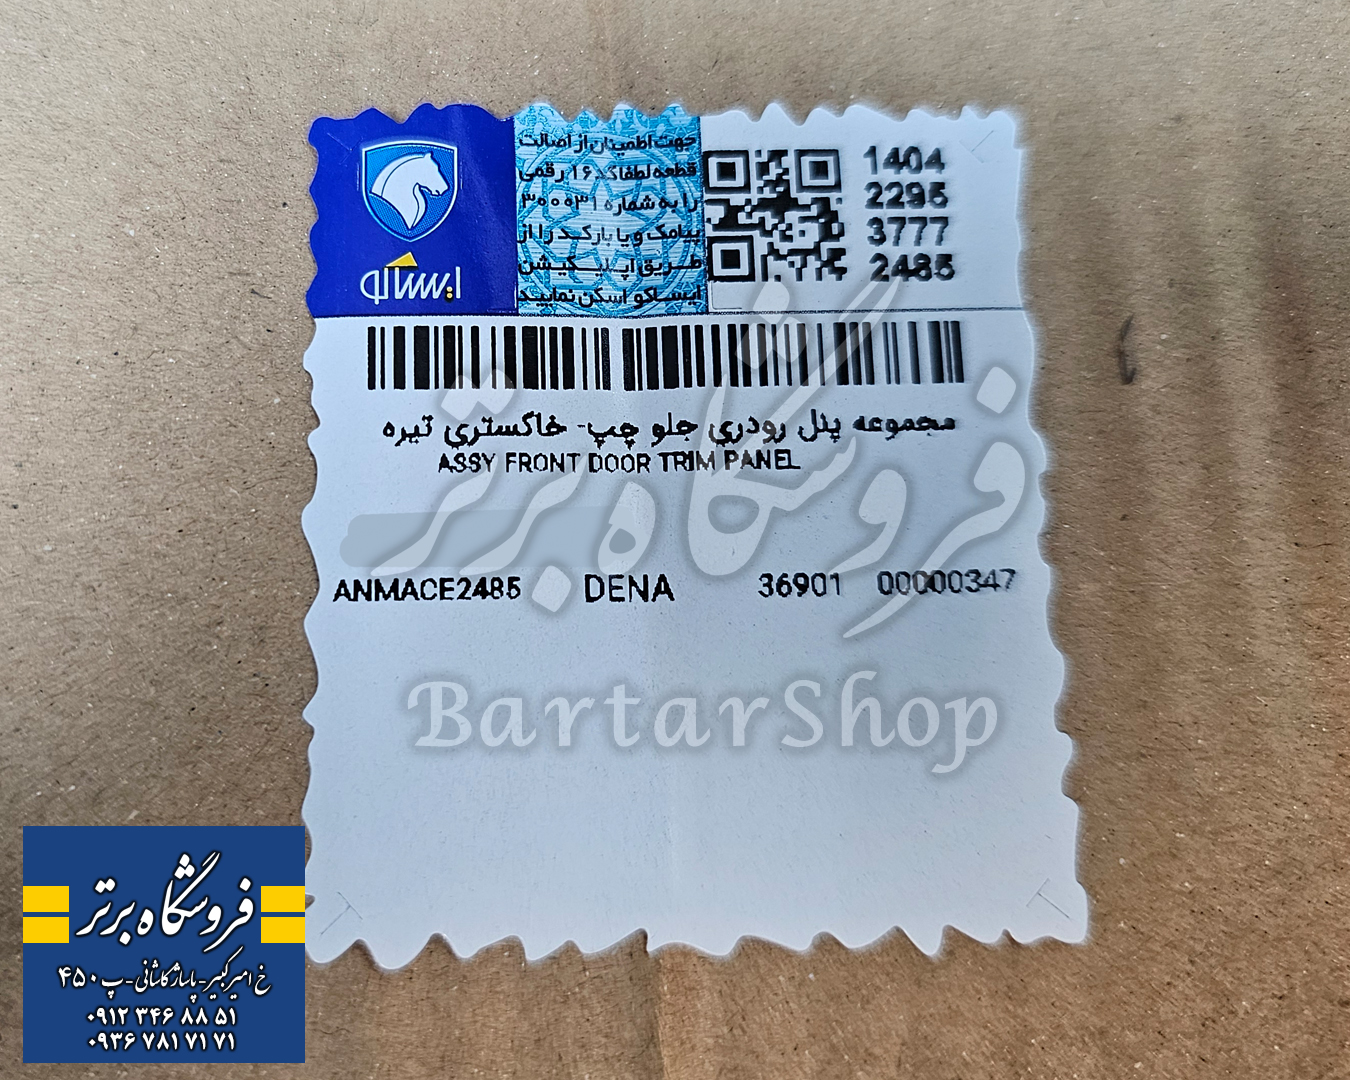 جهت اطمینان از اصالت
قطعه لطفا کد ۱۶ رقمی
را به شماره ۳۰۰۰۵۳۱
پیامک و یا بارکد را از
طریق اپلیکیشن
ایساکو اسکن نمایید
1404
2295
3777
2485
ایساکو
مجموعه پنل رودري جلو چپ- خاکستري تیره
ASSY FRONT DOOR TRIM PANEL
ANMACE2485 DENA 36901 00000347
فروشگاه برتر
BartarShop
فروشگاه برتر
خ امیرکبیر-پاساژ کاشانی-پ ۴۵۰
۰۹۱۲ ۳۴۶ ۸۸ ۵۱
۰۹۳۶ ۷۸۱ ۷۱ ۷۱